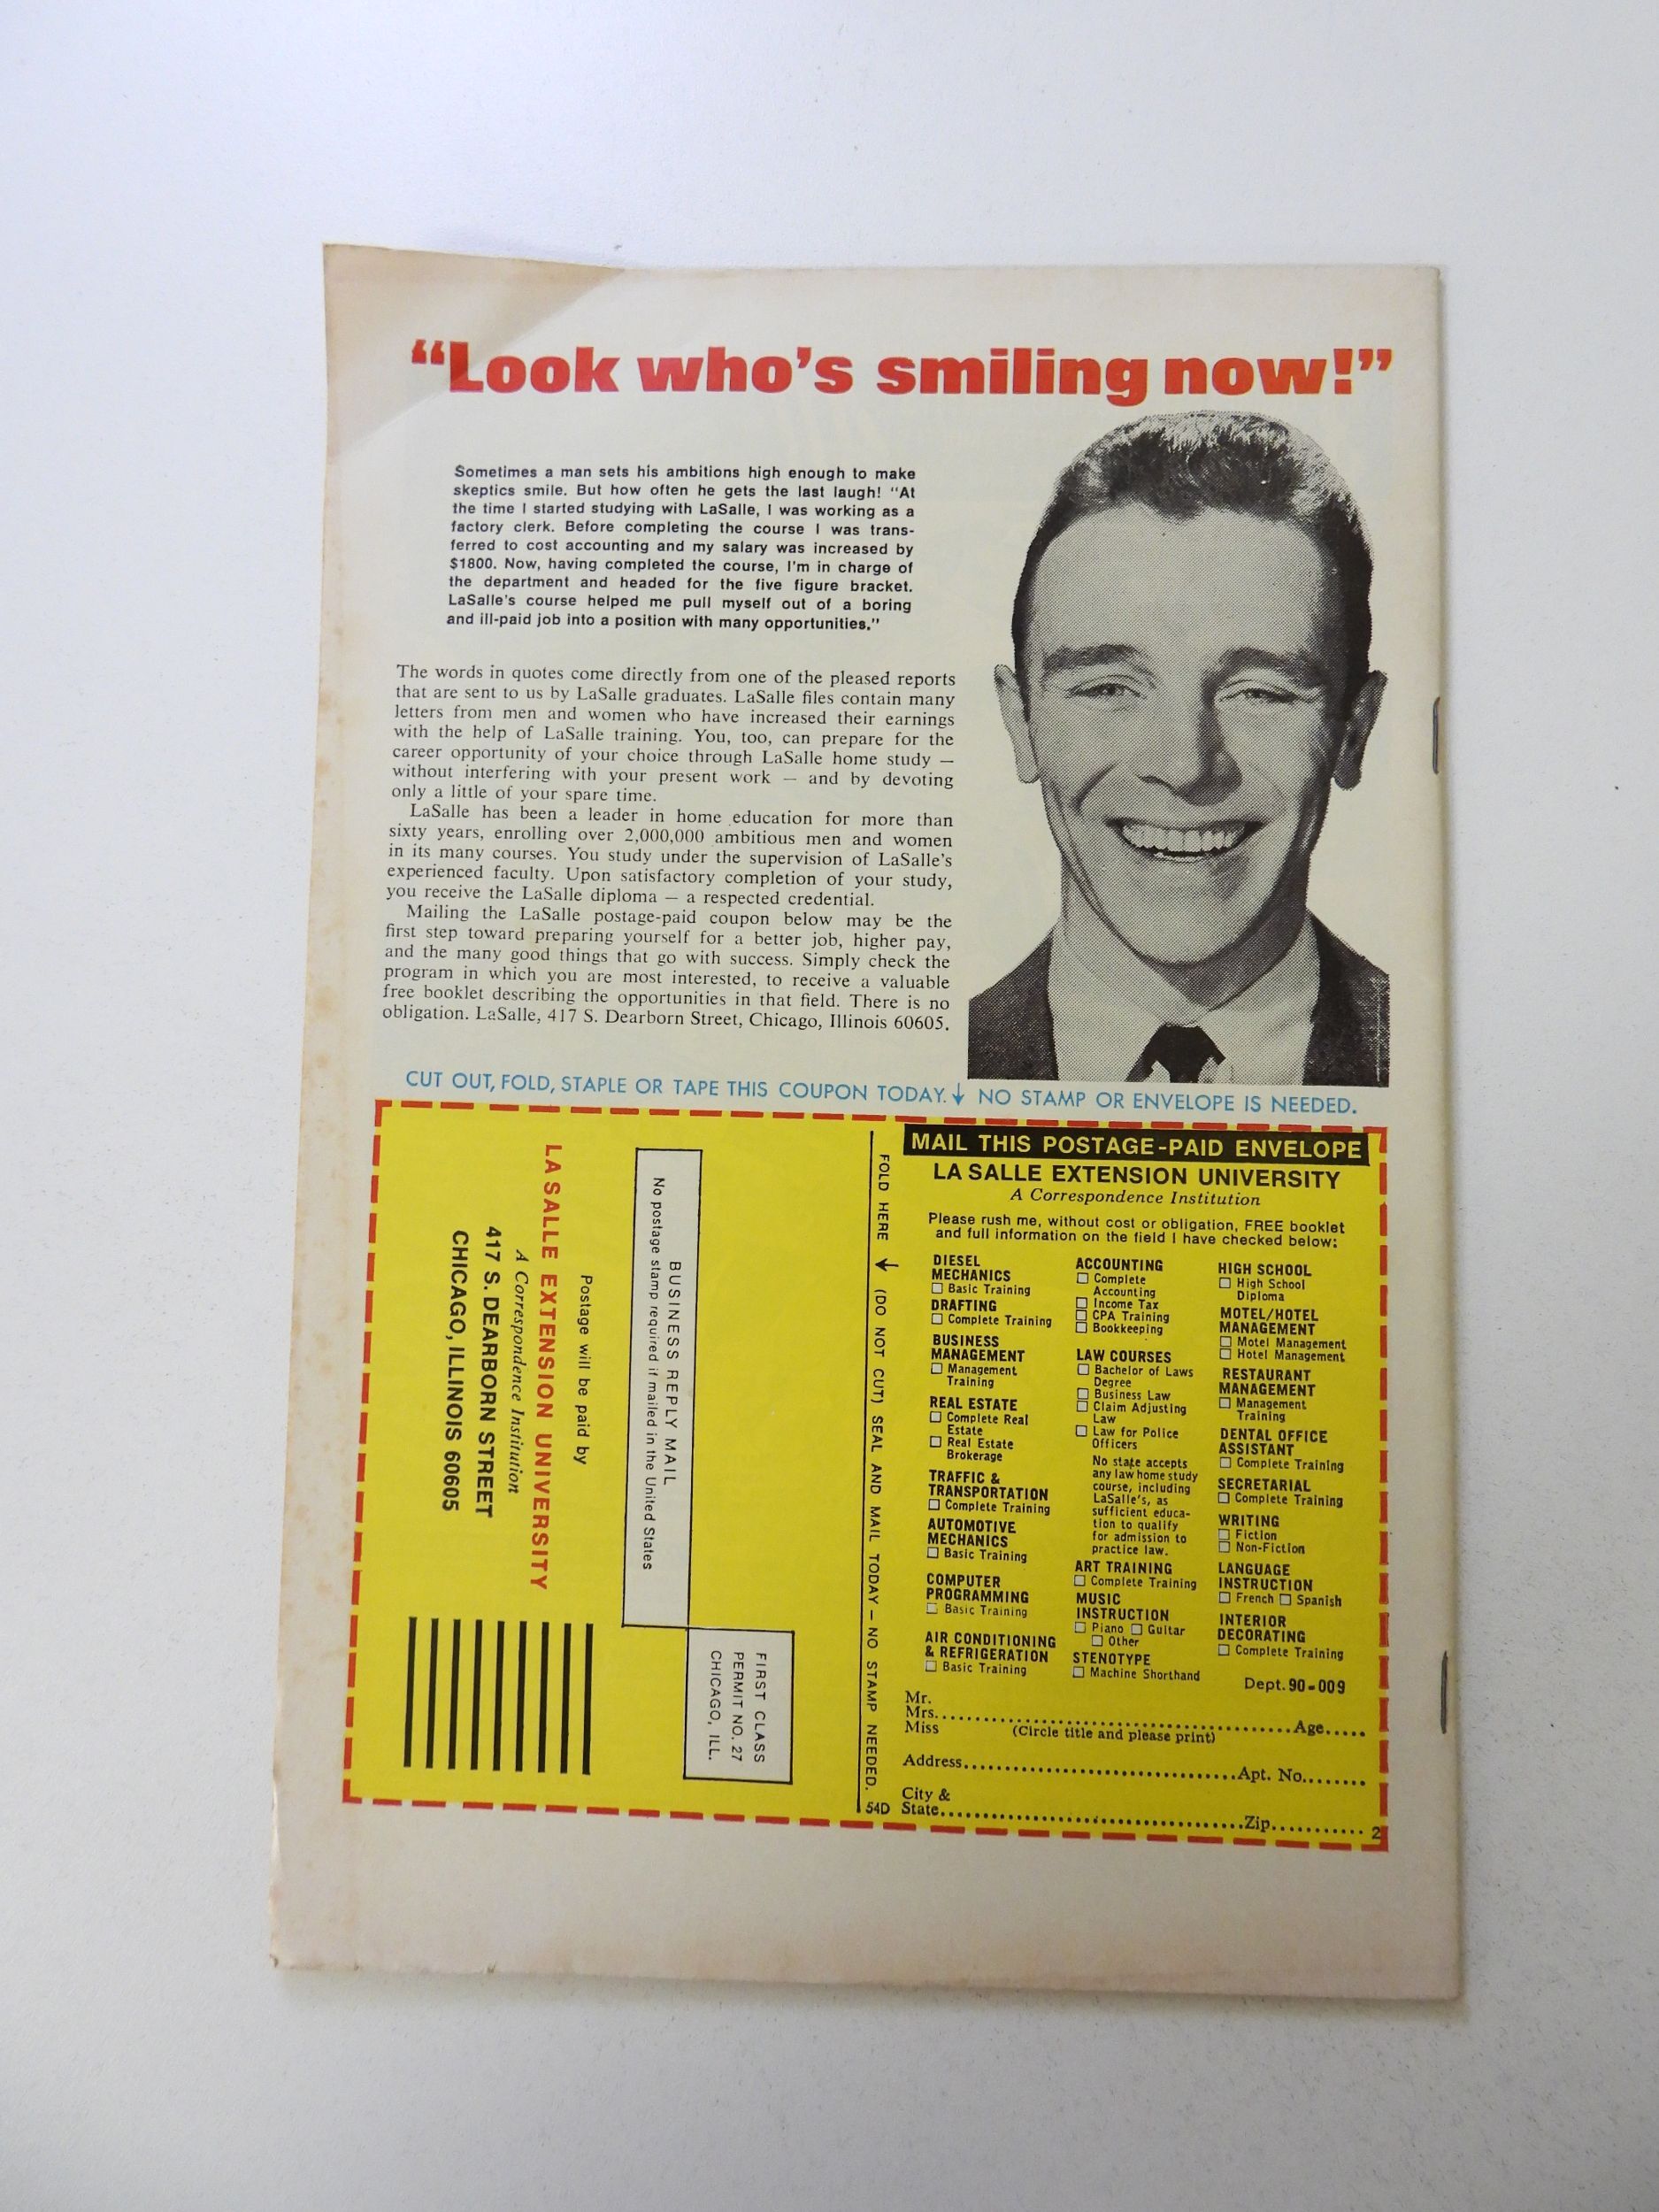 “Look who’s smiling now!”
Sometimes a man sets his ambitions high enough to make
skeptics smile. But how often he gets the last laugh! "At
the time I started studying with LaSalle, I was working as a
factory clerk. Before completing the course I was trans-
ferred to cost accounting and my salary was increased by
$1800. Now, having completed the course, I'm in charge of
the department and headed for the five figure bracket.
LaSalle's course helped me pull myself out of a boring
and ill-paid job into a position with many opportunities."
The words in quotes come directly from one of the pleased reports
that are sent to us by LaSalle graduates. LaSalle files contain many
letters from men and women who have increased their earnings
with the help of LaSalle training. You, too, can prepare for the
career opportunity of your choice through LaSalle home study —
without interfering with your present work — and by devoting
only a little of your spare time.
LaSalle has been a leader in home education for more than
sixty years, enrolling over 2,000,000 ambitious men and women
in its many courses. You study under the supervision of LaSalle's
experienced faculty. Upon satisfactory completion of your study,
you receive the LaSalle diploma — a respected credential.
Mailing the LaSalle postage-paid coupon below may be the
first step toward preparing yourself for a better job, higher pay,
and the many good things that go with success. Simply check the
program in which you are most interested, to receive a valuable
free booklet describing the opportunities in that field. There is no
obligation. LaSalle, 417 S. Dearborn Street, Chicago, Illinois 60605.
CUT OUT, FOLD, STAPLE OR TAPE THIS COUPON TODAY. ↓ NO STAMP OR ENVELOPE IS NEEDED.
FIRST CLASS
PERMIT NO. 27
CHICAGO, ILL.
BUSINESS REPLY MAIL
No postage stamp required if mailed in the United States
Postage will be paid by
LA SALLE EXTENSION UNIVERSITY
A Correspondence Institution
417 S. DEARBORN STREET
CHICAGO, ILLINOIS 60605
FOLD HERE ↓ (DO NOT CUT) SEAL AND MAIL TODAY — NO STAMP NEEDED.
54D
MAIL THIS POSTAGE-PAID ENVELOPE
LA SALLE EXTENSION UNIVERSITY
A Correspondence Institution
Please rush me, without cost or obligation, FREE booklet
and full information on the field I have checked below:
DIESEL
MECHANICS
☐ Basic Training
DRAFTING
☐ Complete Training
BUSINESS
MANAGEMENT
☐ Management
Training
REAL ESTATE
☐ Complete Real
Estate
☐ Real Estate
Brokerage
TRAFFIC &
TRANSPORTATION
☐ Complete Training
AUTOMOTIVE
MECHANICS
☐ Basic Training
COMPUTER
PROGRAMMING
☐ Basic Training
AIR CONDITIONING
& REFRIGERATION
☐ Basic Training
ACCOUNTING
☐ Complete
Accounting
☐ Income Tax
☐ CPA Training
☐ Bookkeeping
LAW COURSES
☐ Bachelor of Laws
Degree
☐ Business Law
☐ Claim Adjusting
Law
☐ Law for Police
Officers
No state accepts
any law home study
course, including
LaSalle's, as
sufficient educa-
tion to qualify
for admission to
practice law.
ART TRAINING
☐ Complete Training
MUSIC
INSTRUCTION
☐ Piano ☐ Guitar
☐ Other
STENOTYPE
☐ Machine Shorthand
HIGH SCHOOL
☐ High School
Diploma
MOTEL/HOTEL
MANAGEMENT
☐ Motel Management
☐ Hotel Management
RESTAURANT
MANAGEMENT
☐ Management
Training
DENTAL OFFICE
ASSISTANT
☐ Complete Training
SECRETARIAL
☐ Complete Training
WRITING
☐ Fiction
☐ Non-Fiction
LANGUAGE
INSTRUCTION
☐ French ☐ Spanish
INTERIOR
DECORATING
☐ Complete Training
Dept. 90-009
Mr.
Mrs. Age
Miss (Circle title and please print)
Address Apt. No.
City &
State Zip
2